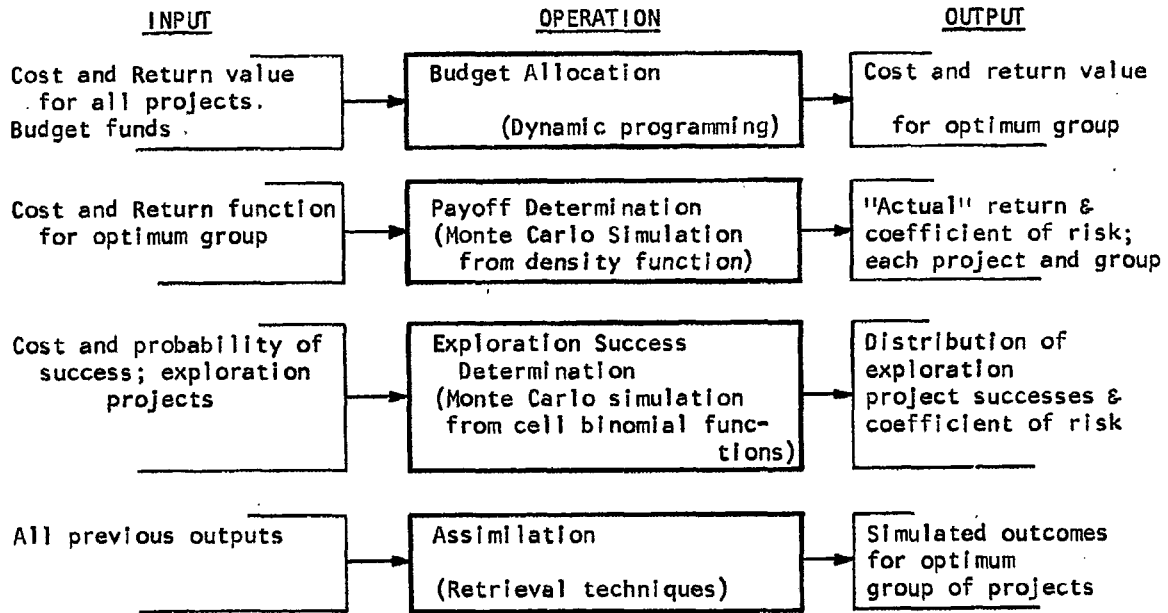 INPUT
OPERATION
OUTPUT
Cost and Return value
for all projects.
Budget funds
Budget Allocation
(Dynamic programming)
Cost and return value
for optimum group
Cost and Return function
for optimum group
Payoff Determination
(Monte Carlo Simulation
from density function)
"Actual" return &
coefficient of risk;
each project and group
Cost and probability of
success; exploration
projects
Exploration Success
Determination
(Monte Carlo simulation
from cell binomial func-
tions)
Distribution of
exploration
project successes &
coefficient of risk
All previous outputs
Assimilation
(Retrieval techniques)
Simulated outcomes
for optimum
group of projects